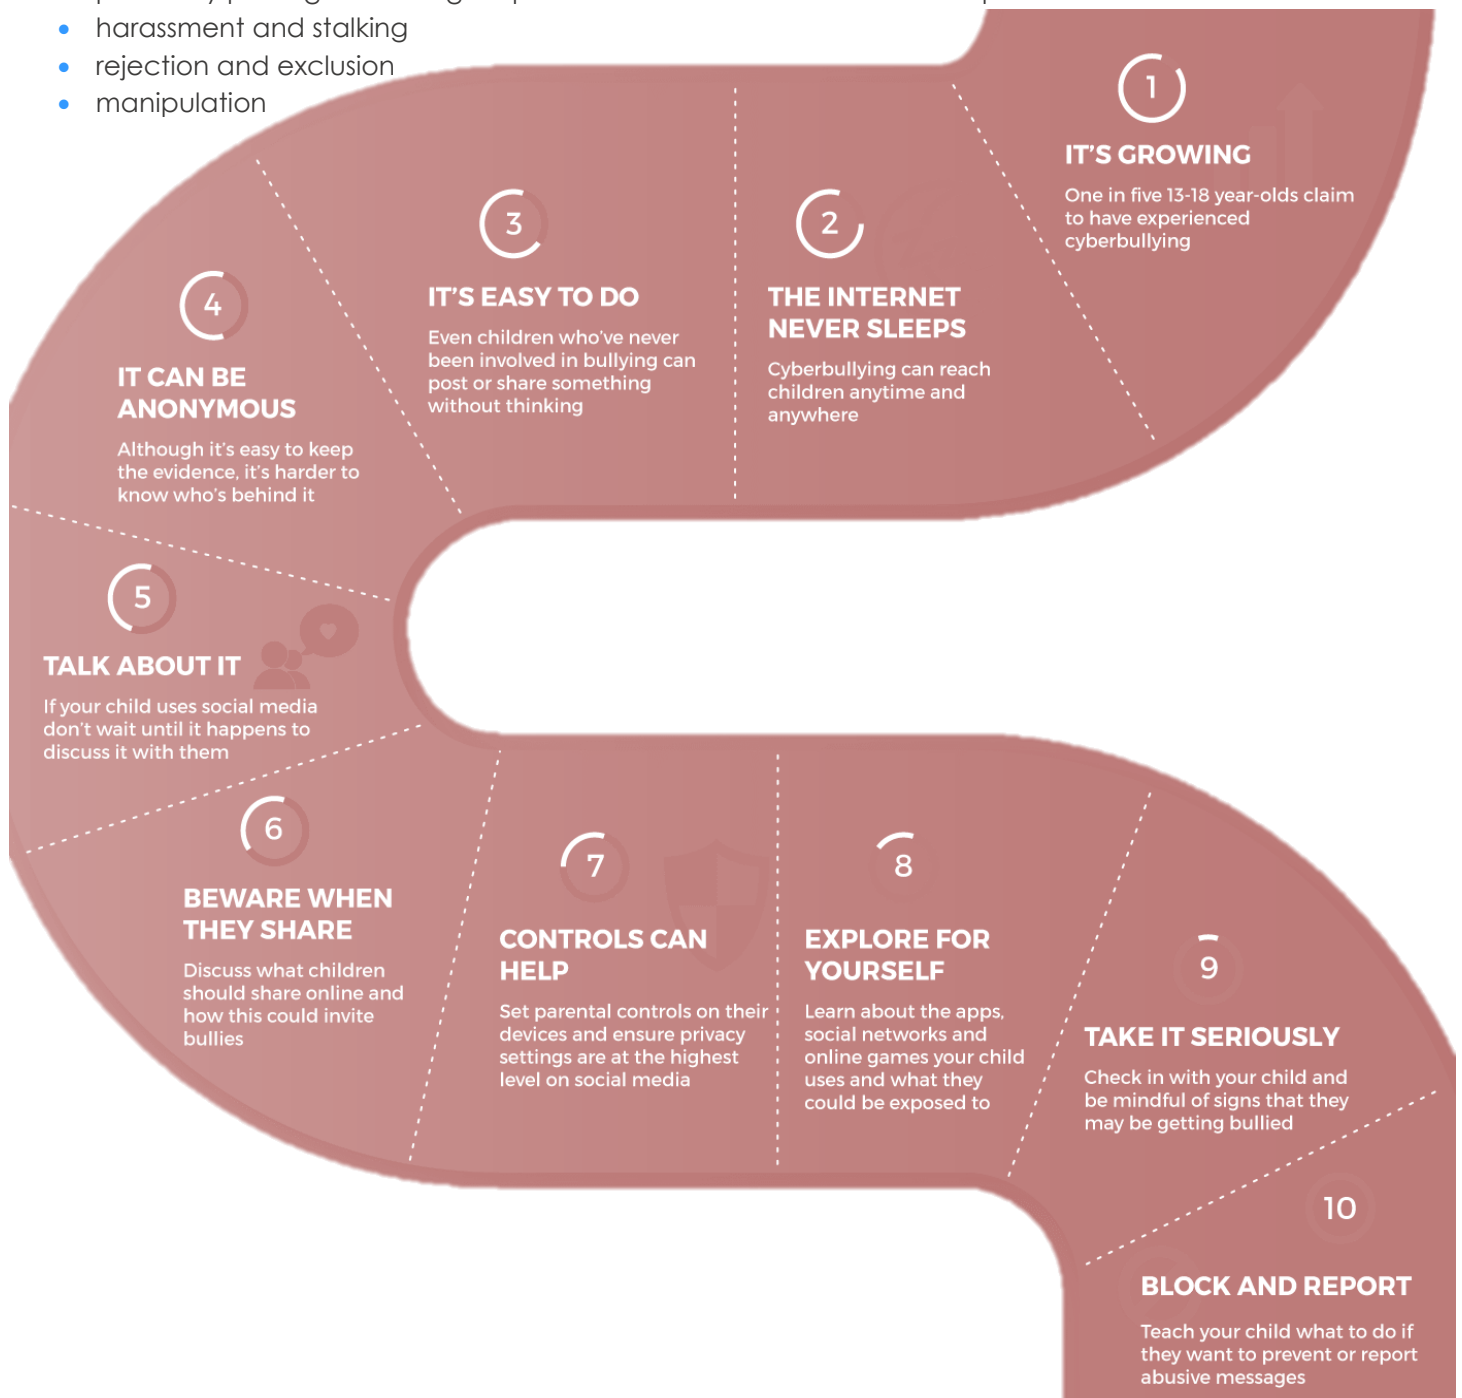 harassment and stalking
rejection and exclusion
manipulation
1
IT'S GROWING
One in five 13-18 year-olds claim
to have experienced
cyberbullying
2
THE INTERNET
NEVER SLEEPS
Cyberbullying can reach
children anytime and
anywhere
3
IT'S EASY TO DO
Even children who've never
been involved in bullying can
post or share something
without thinking
4
IT CAN BE
ANONYMOUS
Although it's easy to keep
the evidence, it's harder to
know who's behind it
5
TALK ABOUT IT
If your child uses social media
don't wait until it happens to
discuss it with them
6
BEWARE WHEN
THEY SHARE
Discuss what children
should share online and
how this could invite
bullies
7
CONTROLS CAN
HELP
Set parental controls on their
devices and ensure privacy
settings are at the highest
level on social media
8
EXPLORE FOR
YOURSELF
Learn about the apps,
social networks and
online games your child
uses and what they
could be exposed to
9
TAKE IT SERIOUSLY
Check in with your child and
be mindful of signs that they
may be getting bullied
10
BLOCK AND REPORT
Teach your child what to do if
they want to prevent or report
abusive messages